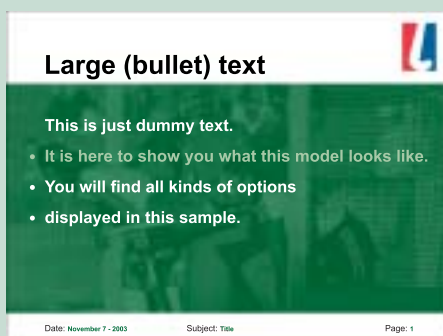 Large (bullet) text
This is just dummy text.
• It is here to show you what this model looks like.
• You will find all kinds of options
• displayed in this sample.
Date: November 7 - 2003 Subject: Title Page: 1